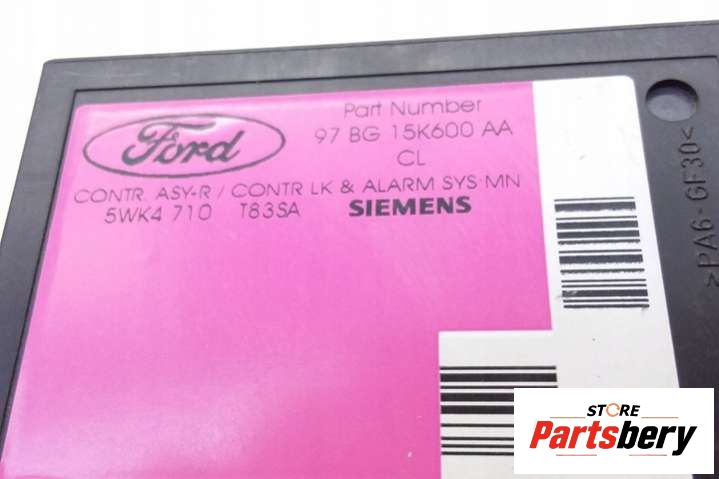 Ford
Part Number
97 BG 15K600 AA
CL
CONTR. ASY-R / CONTR LK & ALARM SYS MN
5WK4 710 T83SA SIEMENS
>PA6-GF30<
STORE
Partsbery